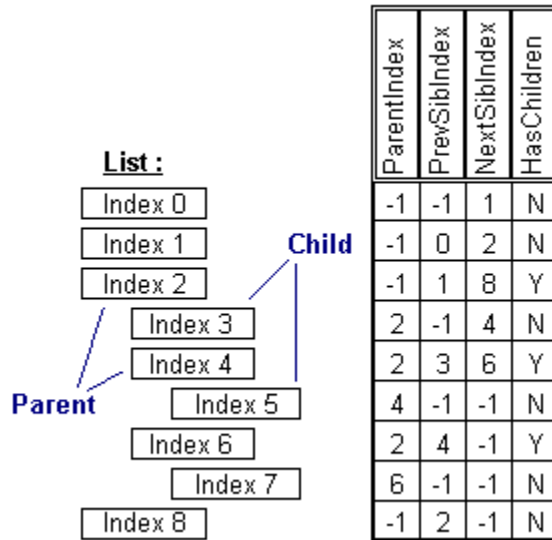 ParentIndex PrevSibIndex NextSibIndex HasChildren
List :
Index 0 -1 -1 1 N
Index 1 Child -1 0 2 N
Index 2 -1 1 8 Y
Index 3 2 -1 4 N
Index 4 2 3 6 Y
Parent Index 5 4 -1 -1 N
Index 6 2 4 -1 Y
Index 7 6 -1 -1 N
Index 8 -1 2 -1 N